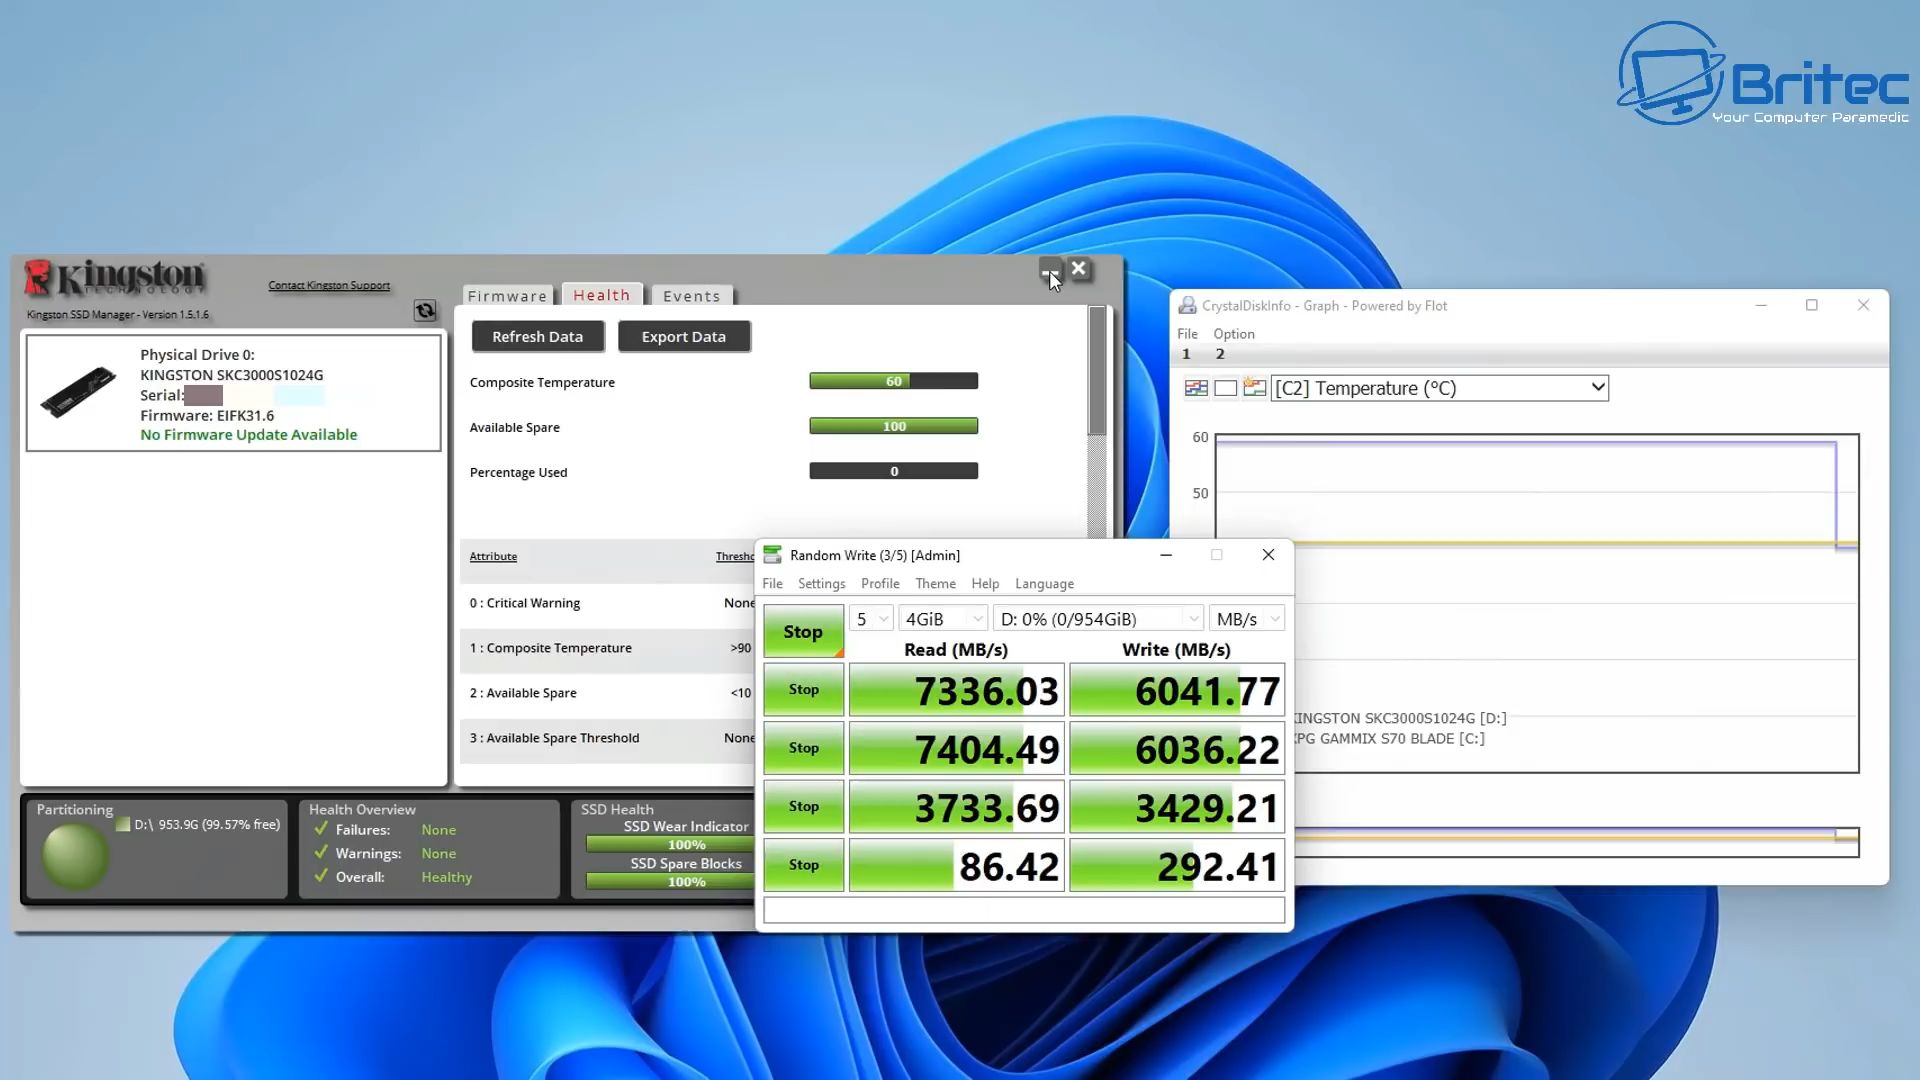 Britec
Your Computer Paramedic
Kingston
TECHNOLOGY
Contact Kingston Support
Kingston SSD Manager - Version 1.5.1.6
Firmware Health Events
Refresh Data Export Data
Physical Drive 0:
KINGSTON SKC3000S1024G
Serial:
Firmware: EIFK31.6
No Firmware Update Available
Composite Temperature 60
Available Spare 100
Percentage Used 0
Attribute Thresho
0 : Critical Warning None
1 : Composite Temperature >90
2 : Available Spare <10
3 : Available Spare Threshold None
Partitioning
D:\ 953.9G (99.57% free)
Health Overview
Failures: None
Warnings: None
Overall: Healthy
SSD Health
SSD Wear Indicator
100%
SSD Spare Blocks
100%
Random Write (3/5) [Admin]
File Settings Profile Theme Help Language
Stop 5 4GiB D: 0% (0/954GiB) MB/s
Read (MB/s) Write (MB/s)
Stop 7336.03 6041.77
Stop 7404.49 6036.22
Stop 3733.69 3429.21
Stop 86.42 292.41
CrystalDiskInfo - Graph - Powered by Flot
File Option
1 2
[C2] Temperature (°C)
60
50
KINGSTON SKC3000S1024G [D:]
XPG GAMMIX S70 BLADE [C:]